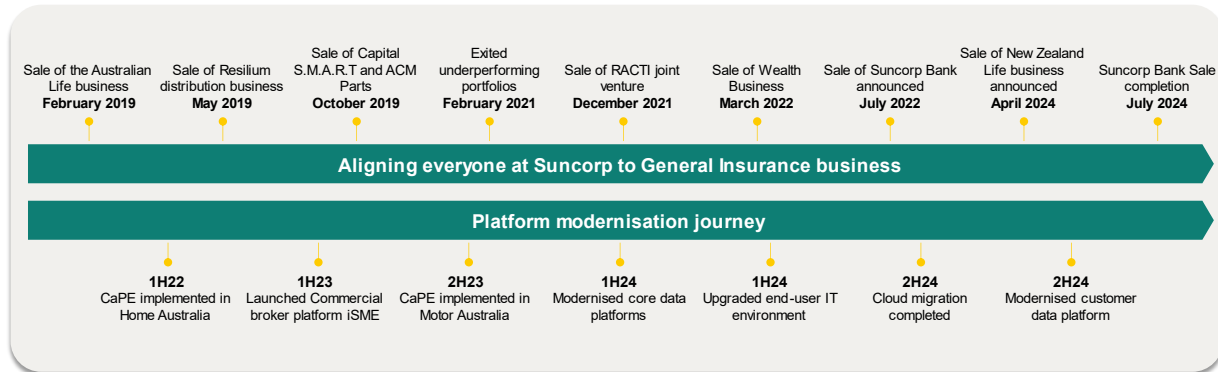 Sale of the Australian
Life business
February 2019
Sale of Resilium
distribution business
May 2019
Sale of Capital
S.M.A.R.T and ACM
Parts
October 2019
Exited
underperforming
portfolios
February 2021
Sale of RACTI joint
venture
December 2021
Sale of Wealth
Business
March 2022
Sale of Suncorp Bank
announced
July 2022
Sale of New Zealand
Life business
announced
April 2024
Suncorp Bank Sale
completion
July 2024
Aligning everyone at Suncorp to General Insurance business
Platform modernisation journey
1H22
CaPE implemented in
Home Australia
1H23
Launched Commercial
broker platform iSME
2H23
CaPE implemented in
Motor Australia
1H24
Modernised core data
platforms
1H24
Upgraded end-user IT
environment
2H24
Cloud migration
completed
2H24
Modernised customer
data platform